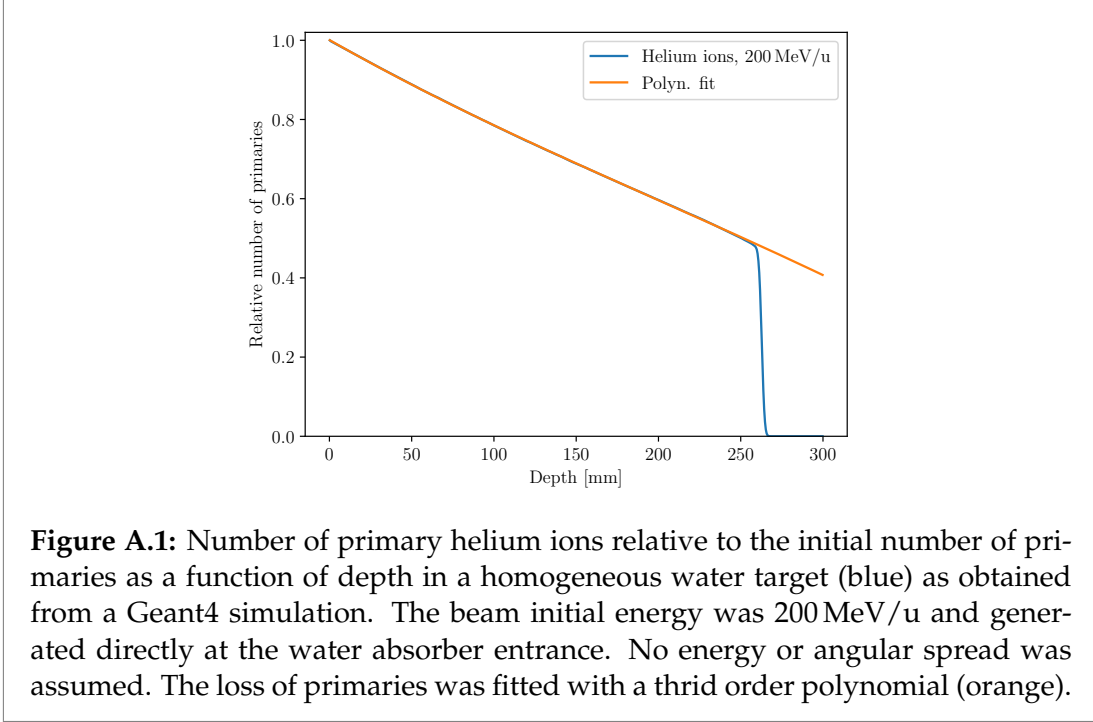 1.0
Helium ions, 200 MeV/u
Polyn. fit
0.8
0.6
0.4
0.2
0.0
Relative number of primaries
0 50 100 150 200 250 300
Depth [mm]
Figure A.1: Number of primary helium ions relative to the initial number of pri-
maries as a function of depth in a homogeneous water target (blue) as obtained
from a Geant4 simulation. The beam initial energy was 200 MeV/u and gener-
ated directly at the water absorber entrance. No energy or angular spread was
assumed. The loss of primaries was fitted with a thrid order polynomial (orange).